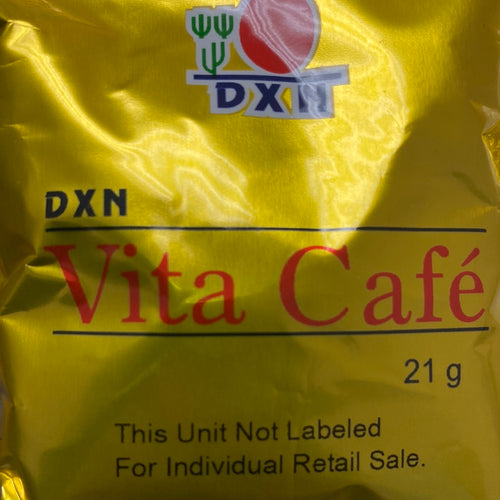 DXN
DXN
Vita Café
21 g
This Unit Not Labeled
For Individual Retail Sale.